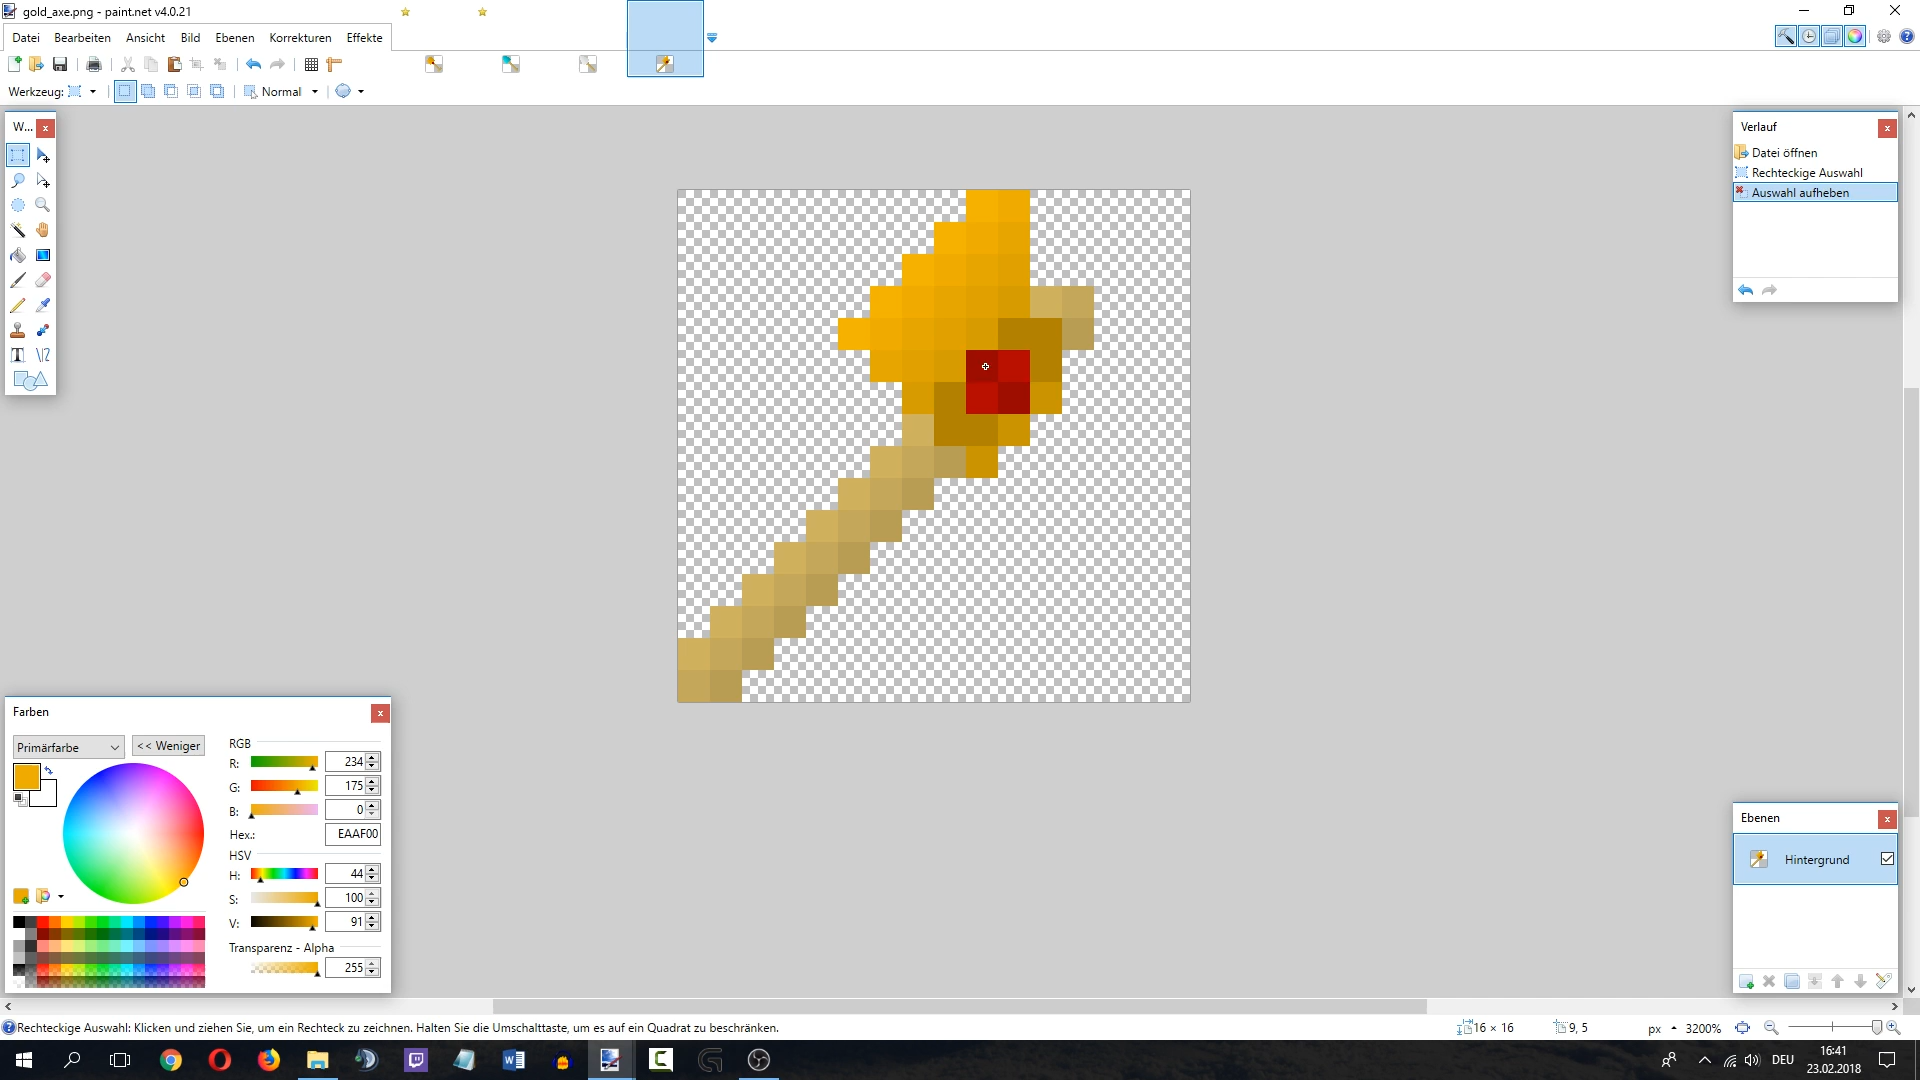 gold_axe.png - paint.net v4.0.21
Datei Bearbeiten Ansicht Bild Ebenen Korrekturen Effekte
Werkzeug: Normal
W...
Verlauf
Datei öffnen
Rechteckige Auswahl
Auswahl aufheben
Farben
Primärfarbe << Weniger
RGB
R: 234
G: 175
B: 0
Hex.: EAAF00
HSV
H: 44
S: 100
V: 91
Transparenz - Alpha
255
Ebenen
Hintergrund
Rechteckige Auswahl: Klicken und ziehen Sie, um ein Rechteck zu zeichnen. Halten Sie die Umschalttaste, um es auf ein Quadrat zu beschränken.
16 × 16 9, 5 px 3200%
DEU 16:41
23.02.2018